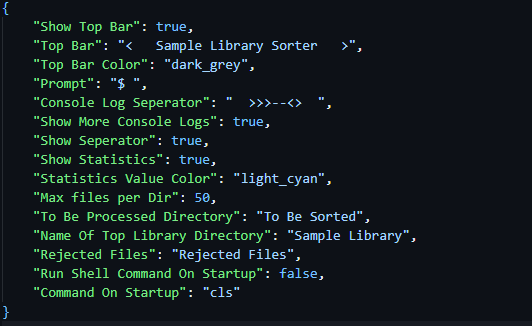 {
"Show Top Bar": true,
"Top Bar": "<   Sample Library Sorter   >",
"Top Bar Color": "dark_grey",
"Prompt": "$ ",
"Console Log Seperator": "  >>>--<>  ",
"Show More Console Logs": true,
"Show Seperator": true,
"Show Statistics": true,
"Statistics Value Color": "light_cyan",
"Max files per Dir": 50,
"To Be Processed Directory": "To Be Sorted",
"Name Of Top Library Directory": "Sample Library",
"Rejected Files": "Rejected Files",
"Run Shell Command On Startup": false,
"Command On Startup": "cls"
}